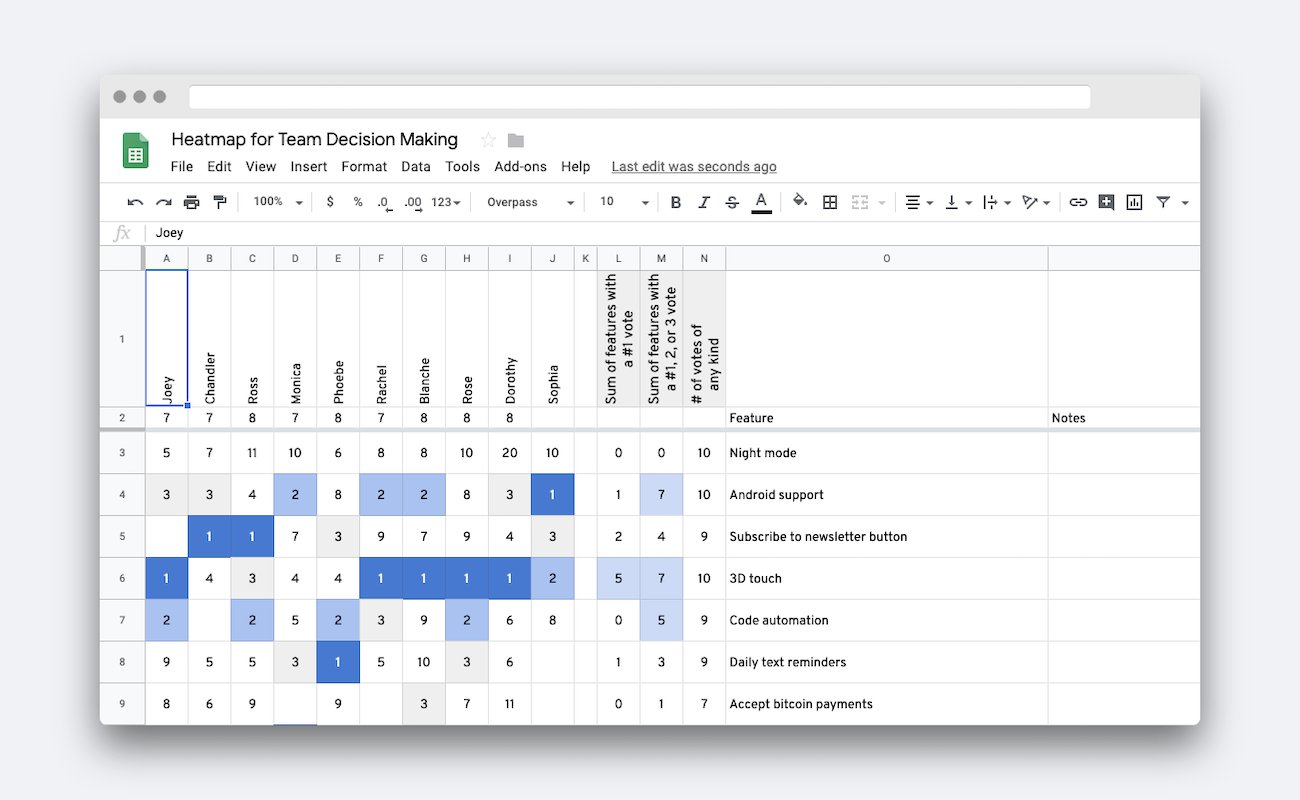 Heatmap for Team Decision Making
File Edit View Insert Format Data Tools Add-ons Help Last edit was seconds ago
100% $ % .0 .00 123 Overpass 10 B I S A
fx Joey
A B C D E F G H I J K L M N O
1 Joey Chandler Ross Monica Phoebe Rachel Blanche Rose Dorothy Sophia
Sum of features with
a #1 vote
Sum of features with
a #1, 2, or 3 vote
# of votes of
any kind
2 7 7 8 7 8 7 8 8 8 Feature Notes
3 5 7 11 10 6 8 8 10 20 10 0 0 10 Night mode
4 3 3 4 2 8 2 2 8 3 1 1 7 10 Android support
5 1 1 7 3 9 7 9 4 3 2 4 9 Subscribe to newsletter button
6 1 4 3 4 4 1 1 1 1 2 5 7 10 3D touch
7 2 2 5 2 3 9 2 6 8 0 5 9 Code automation
8 9 5 5 3 1 5 10 3 6 1 3 9 Daily text reminders
9 8 6 9 9 3 7 11 0 1 7 Accept bitcoin payments